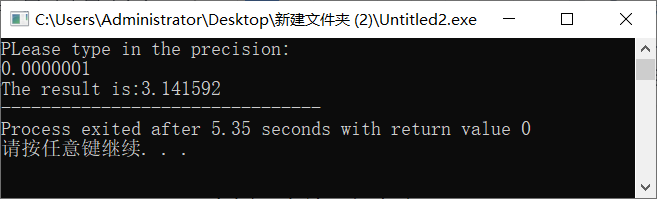 C:\Users\Administrator\Desktop\新建文件夹 (2)\Untitled2.exe
PLease type in the precision:
0.0000001
The result is:3.141592
--------------------------------
Process exited after 5.35 seconds with return value 0
请按任意键继续. . .